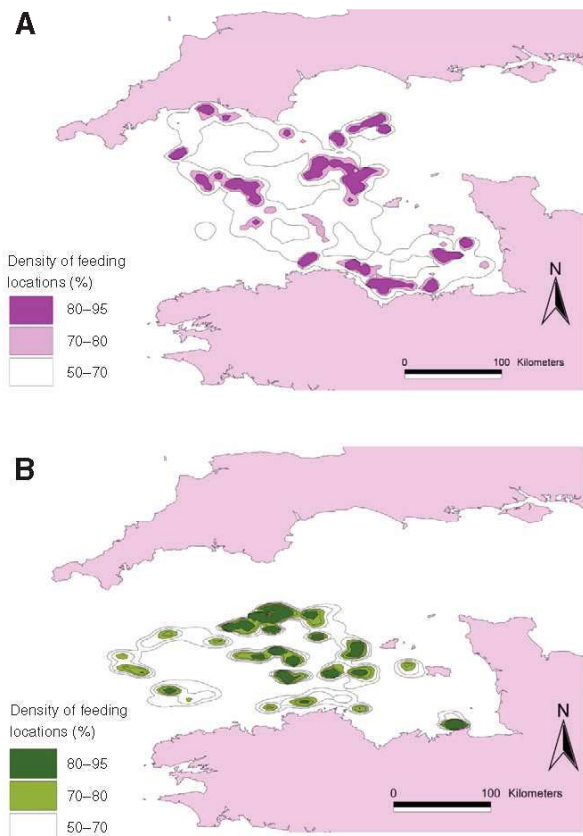 A
Density of feeding
locations (%)
80–95
70–80
50–70
N
0 100 Kilometers
B
Density of feeding
locations (%)
80–95
70–80
50–70
N
0 100 Kilometers